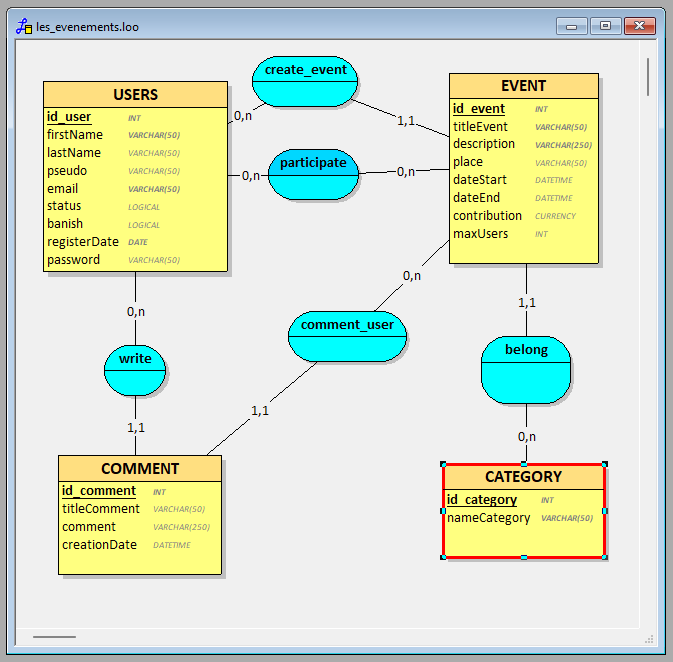 les_evenements.loo
USERS
id_user INT
firstName VARCHAR(50)
lastName VARCHAR(50)
pseudo VARCHAR(50)
email VARCHAR(50)
status LOGICAL
banish LOGICAL
registerDate DATE
password VARCHAR(50)
create_event
0,n
1,1
participate
0,n
0,n
EVENT
id_event INT
titleEvent VARCHAR(50)
description VARCHAR(250)
place VARCHAR(50)
dateStart DATETIME
dateEnd DATETIME
contribution CURRENCY
maxUsers INT
0,n
comment_user
1,1
0,n
write
1,1
1,1
belong
0,n
COMMENT
id_comment INT
titleComment VARCHAR(50)
comment VARCHAR(250)
creationDate DATETIME
CATEGORY
id_category INT
nameCategory VARCHAR(50)